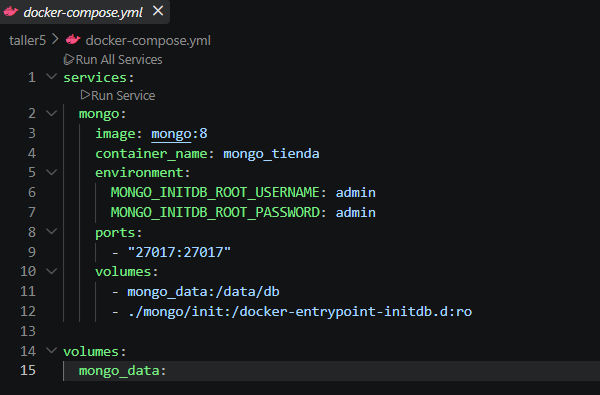 docker-compose.yml ×
taller5 > docker-compose.yml
Run All Services
1 services:
Run Service
2   mongo:
3     image: mongo:8
4     container_name: mongo_tienda
5     environment:
6       MONGO_INITDB_ROOT_USERNAME: admin
7       MONGO_INITDB_ROOT_PASSWORD: admin
8     ports:
9       - "27017:27017"
10     volumes:
11       - mongo_data:/data/db
12       - ./mongo/init:/docker-entrypoint-initdb.d:ro
13
14 volumes:
15   mongo_data: